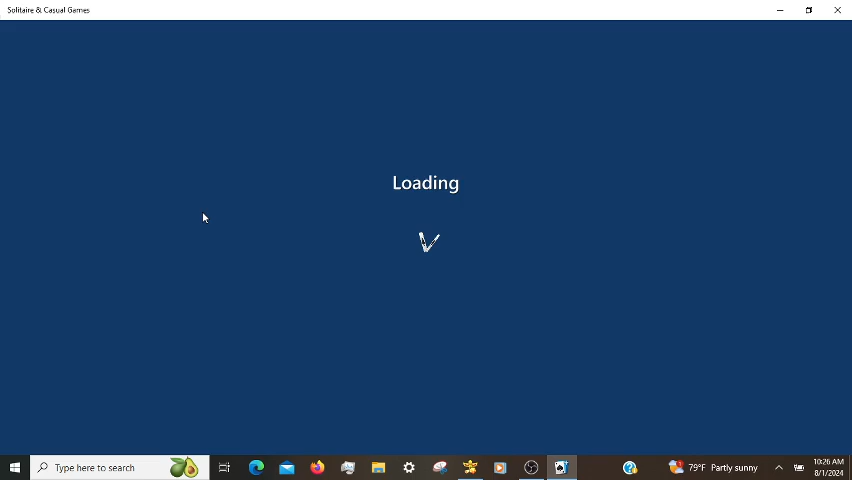 Solitaire & Casual Games
Loading
Type here to search
79°F Partly sunny
10:26 AM
8/1/2024